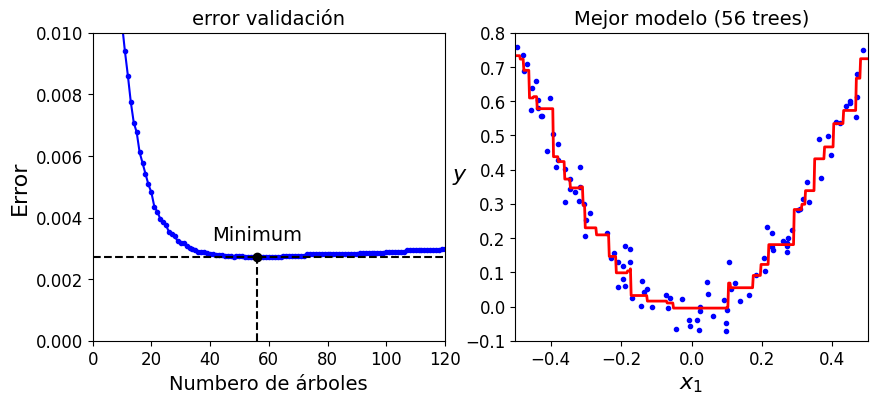 error validación
0.010
0.008
0.006
0.004
0.002
0.000
Error
Minimum
0 20 40 60 80 100 120
Numbero de árboles
Mejor modelo (56 trees)
0.8
0.7
0.6
0.5
0.4
0.3
0.2
0.1
0.0
−0.1
y
−0.4 −0.2 0.0 0.2 0.4
x₁